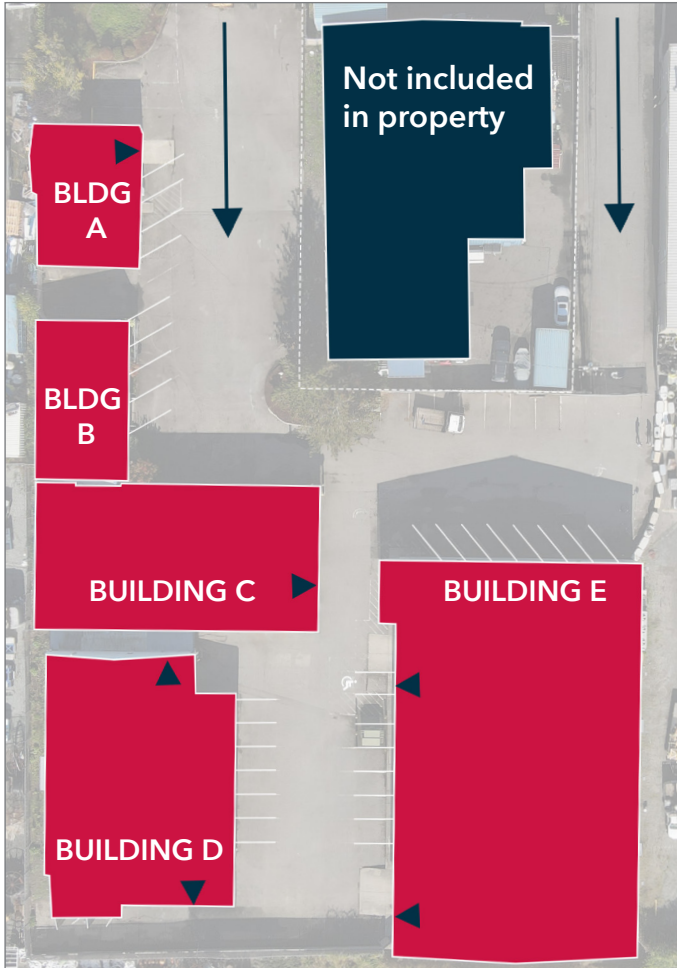 Not included
in property
BLDG
A
BLDG
B
BUILDING C
BUILDING E
BUILDING D